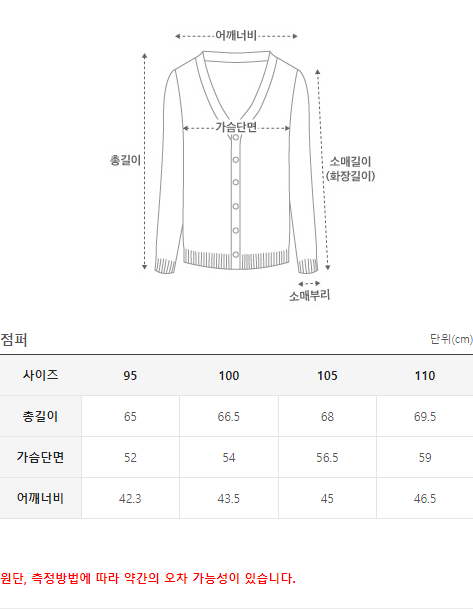 어깨너비
가슴단면
총길이
소매길이
(화장길이)
소매부리
점퍼
단위(cm)
사이즈 95 100 105 110
총길이 65 66.5 68 69.5
가슴단면 52 54 56.5 59
어깨너비 42.3 43.5 45 46.5
원단, 측정방법에 따라 약간의 오차 가능성이 있습니다.